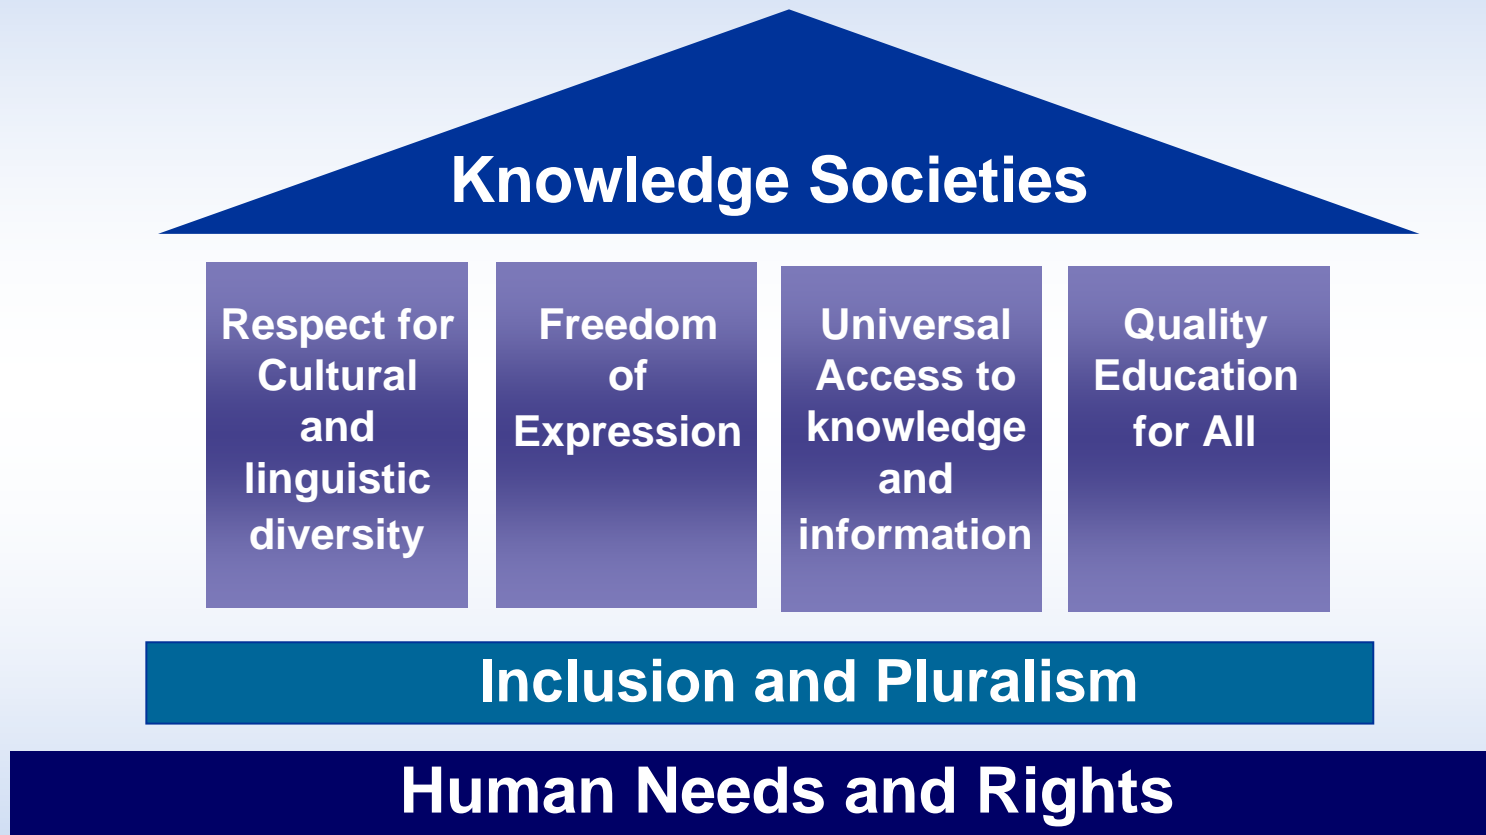 Knowledge Societies
Respect for
Cultural
and
linguistic
diversity
Freedom
of
Expression
Universal
Access to
knowledge
and
information
Quality
Education
for All
Inclusion and Pluralism
Human Needs and Rights